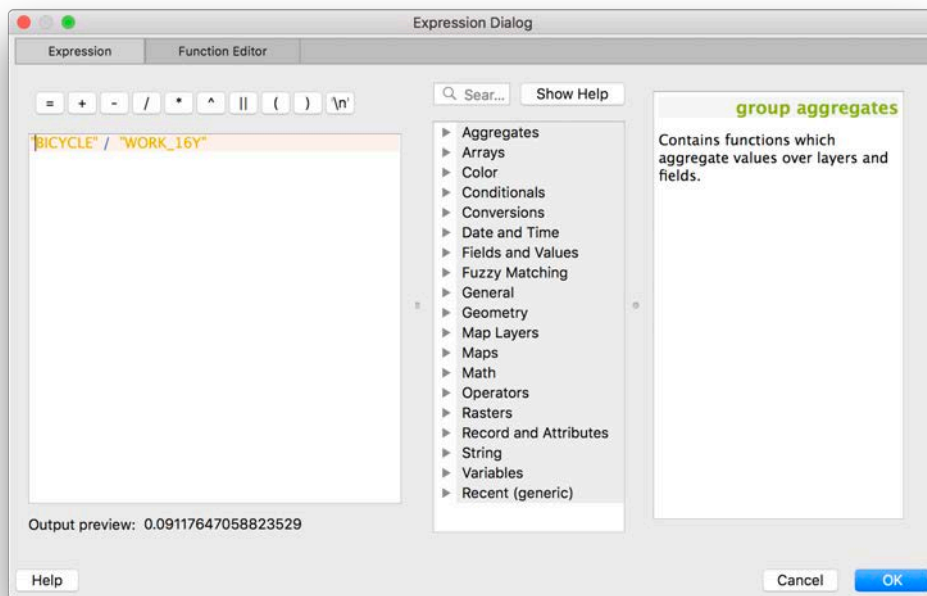 Expression Dialog
Expression
Function Editor
= + - / * ^ || ( ) '\n'
Sear...
Show Help
"BICYCLE" / "WORK_16Y"
Aggregates
Arrays
Color
Conditionals
Conversions
Date and Time
Fields and Values
Fuzzy Matching
General
Geometry
Map Layers
Maps
Math
Operators
Rasters
Record and Attributes
String
Variables
Recent (generic)
group aggregates
Contains functions which
aggregate values over layers and
fields.
Output preview: 0.09117647058823529
Help
Cancel
OK